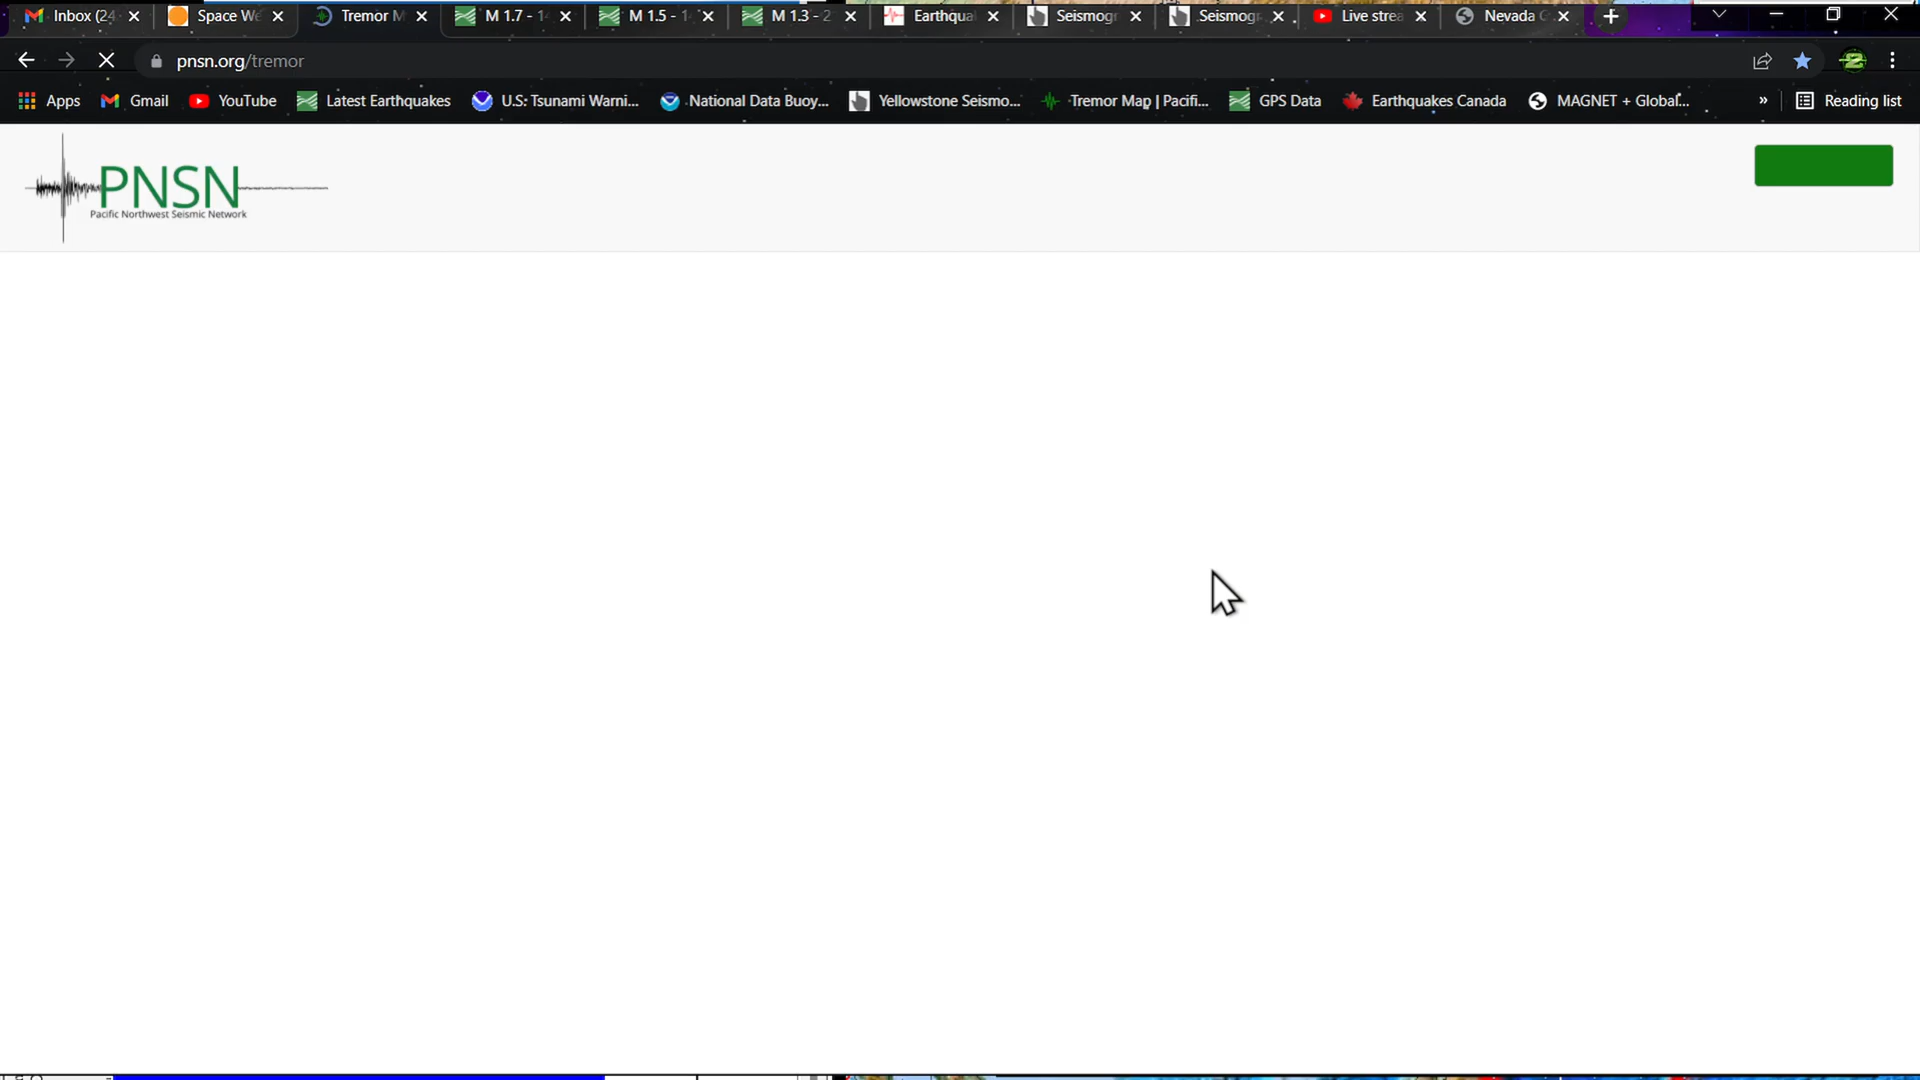 Inbox (24 Space We Tremor M M 1.7 - 14 M 1.5 - 1 M 1.3 - 2 Earthqua Seismog Seismogr Live strea Nevada G
pnsn.org/tremor
Apps Gmail YouTube Latest Earthquakes U.S. Tsunami Warni... National Data Buoy... Yellowstone Seismo... Tremor Map | Pacifi... GPS Data Earthquakes Canada MAGNET + Global... » Reading list
PNSN
Pacific Northwest Seismic Network